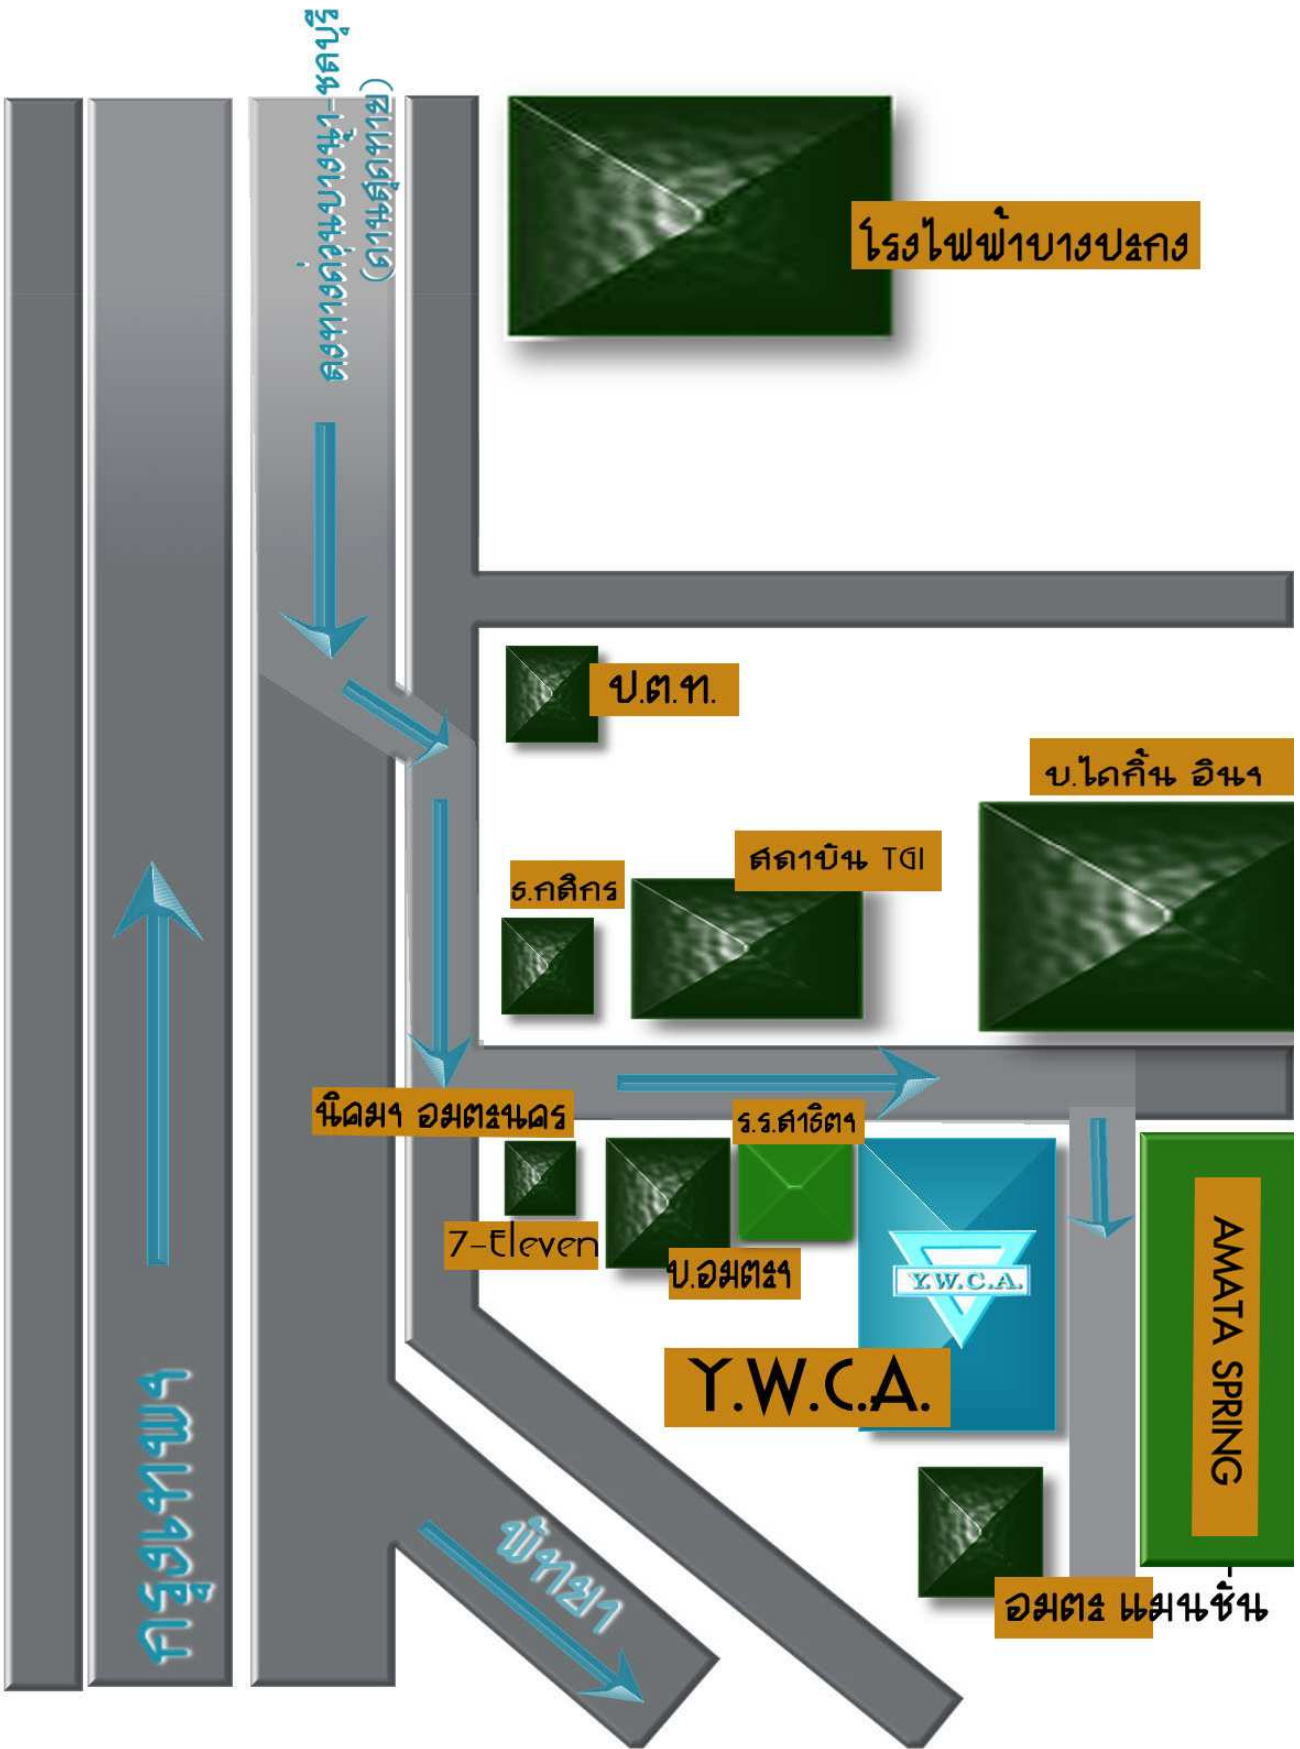 ลงทางด่วนบางนา-ชลบุรี
(ด่านสุดท้าย)
โรงไฟฟ้าบางปะกง
ป.ต.ท.
บ.ไดกิ้น อินฯ
สถาบัน TGI
ธ.กสิกร
นิคมฯ อมตะนคร
ร.ร.สาธิตฯ
7-Eleven
บ.อมตะฯ
Y.W.C.A.
Y.W.C.A.
AMATA SPRING
กรุงเทพฯ
พัทยา
อมตะ แมนชั่น